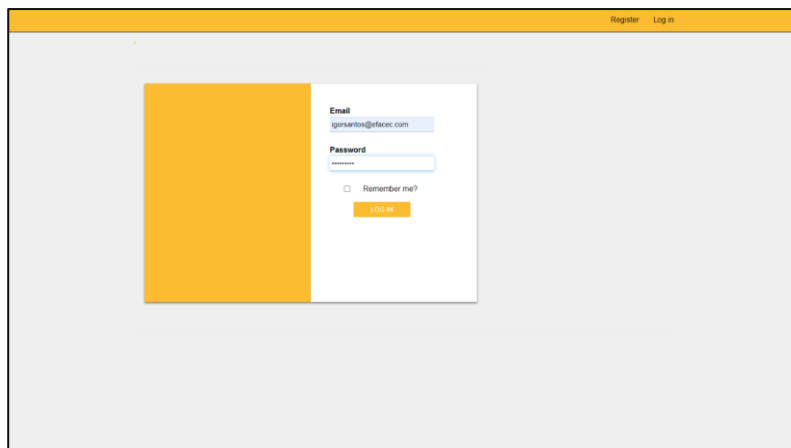 Register Log in
Email
igorsantos@efacec.com
Password
•••••••••
Remember me?
LOG IN